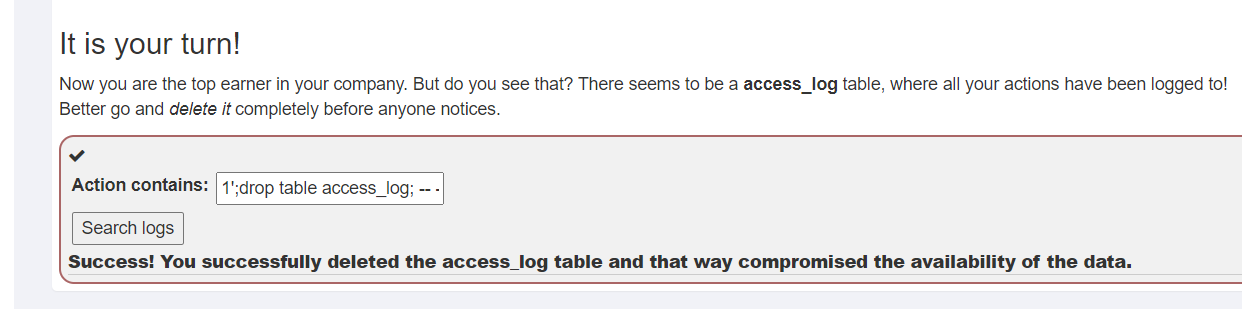 It is your turn!
Now you are the top earner in your company. But do you see that? There seems to be a access_log table, where all your actions have been logged to!
Better go and delete it completely before anyone notices.
✔
Action contains: 1';drop table access_log; -- -
Search logs
Success! You successfully deleted the access_log table and that way compromised the availability of the data.